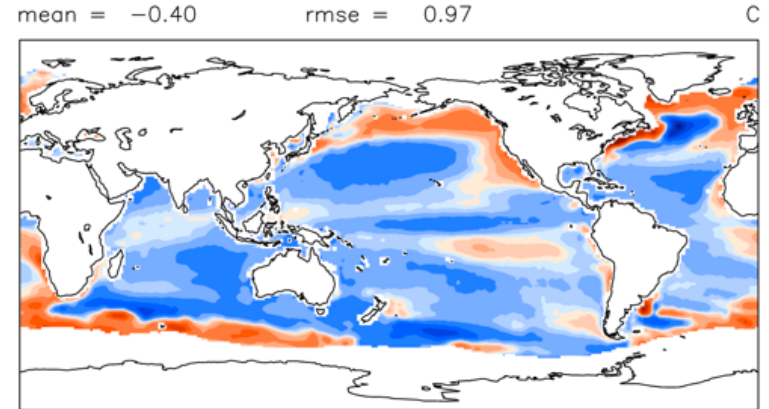 mean = −0.40 rmse = 0.97 C